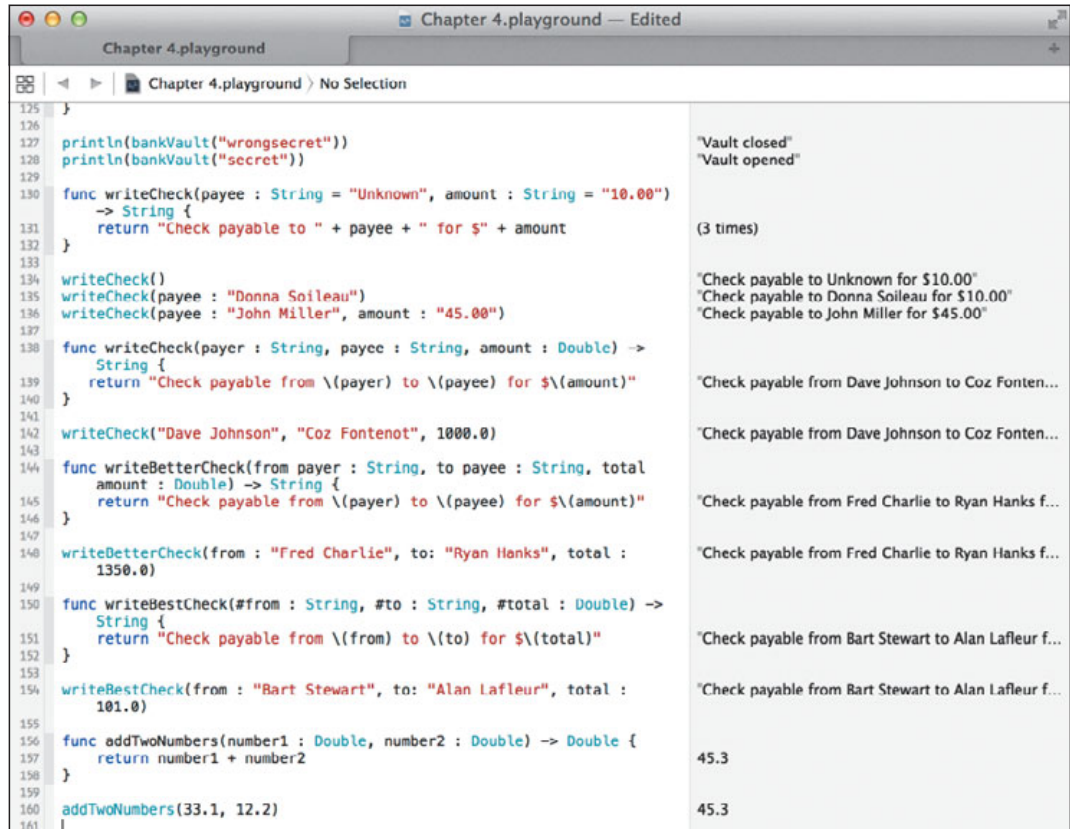 Chapter 4.playground — Edited
Chapter 4.playground
Chapter 4.playground › No Selection
125 }
126
127 println(bankVault("wrongsecret")) "Vault closed"
128 println(bankVault("secret")) "Vault opened"
129
130 func writeCheck(payee : String = "Unknown", amount : String = "10.00")
-> String {
131 return "Check payable to " + payee + " for $" + amount (3 times)
132 }
133
134 writeCheck() "Check payable to Unknown for $10.00"
135 writeCheck(payee : "Donna Soileau") "Check payable to Donna Soileau for $10.00"
136 writeCheck(payee : "John Miller", amount : "45.00") "Check payable to John Miller for $45.00"
137
138 func writeCheck(payer : String, payee : String, amount : Double) ->
String {
139 return "Check payable from \(payer) to \(payee) for $\(amount)" "Check payable from Dave Johnson to Coz Fonten...
140 }
141
142 writeCheck("Dave Johnson", "Coz Fontenot", 1000.0) "Check payable from Dave Johnson to Coz Fonten...
143
144 func writeBetterCheck(from payer : String, to payee : String, total
amount : Double) -> String {
145 return "Check payable from \(payer) to \(payee) for $\(amount)" "Check payable from Fred Charlie to Ryan Hanks f...
146 }
147
148 writeBetterCheck(from : "Fred Charlie", to: "Ryan Hanks", total : "Check payable from Fred Charlie to Ryan Hanks f...
1350.0)
149
150 func writeBestCheck(#from : String, #to : String, #total : Double) ->
String {
151 return "Check payable from \(from) to \(to) for $\(total)" "Check payable from Bart Stewart to Alan Lafleur f...
152 }
153
154 writeBestCheck(from : "Bart Stewart", to: "Alan Lafleur", total : "Check payable from Bart Stewart to Alan Lafleur f...
101.0)
155
156 func addTwoNumbers(number1 : Double, number2 : Double) -> Double {
157 return number1 + number2 45.3
158 }
159
160 addTwoNumbers(33.1, 12.2) 45.3
161